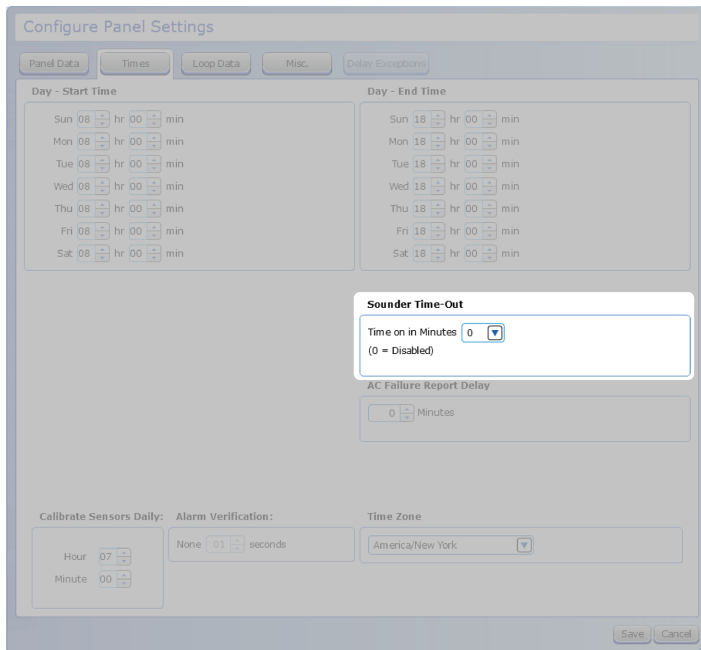 Configure Panel Settings
Panel Data Times Loop Data Misc. Delay Exceptions
Day - Start Time
Sun 08 hr 00 min
Mon 08 hr 00 min
Tue 08 hr 00 min
Wed 08 hr 00 min
Thu 08 hr 00 min
Fri 08 hr 00 min
Sat 08 hr 00 min
Day - End Time
Sun 18 hr 00 min
Mon 18 hr 00 min
Tue 18 hr 00 min
Wed 18 hr 00 min
Thu 18 hr 00 min
Fri 18 hr 00 min
Sat 18 hr 00 min
Sounder Time-Out
Time on in Minutes 0
(0 = Disabled)
AC Failure Report Delay
0 Minutes
Calibrate Sensors Daily:
Hour 07
Minute 00
Alarm Verification:
None 01 seconds
Time Zone
America/New York
Save Cancel